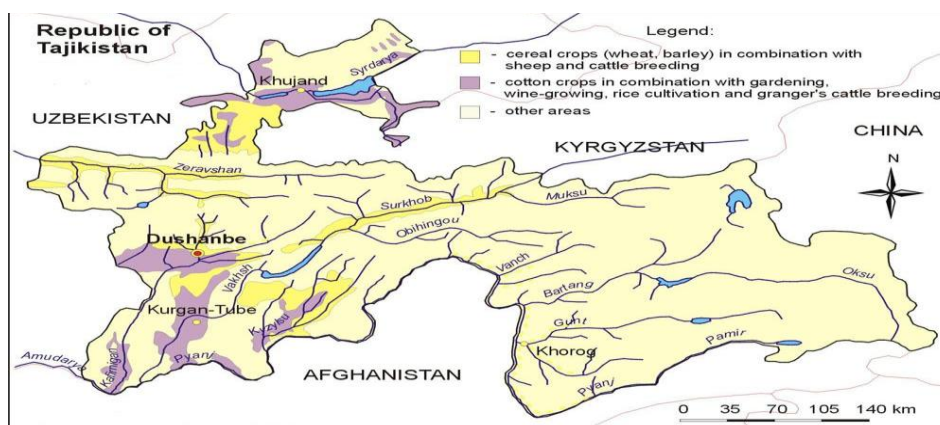 Republic of
Tajikistan
Legend:
- cereal crops (wheat, barley) in combination with
sheep and cattle breeding
- cotton crops in combination with gardening,
wine-growing, rice cultivation and granger's cattle breeding
- other areas
Khujand
Syrdarya
UZBEKISTAN
CHINA
KYRGYZSTAN
N
Zeravshan
Surkhob
Muksu
Obihingou
Dushanbe
Vakhsh
Vanch
Bartang
Oksu
Kurgan-Tube
Kyzylsu
Gunt
Khorog
Pamir
Amudarya
Kafirnigan
Pyanj
AFGHANISTAN
Pyanj
0 35 70 105 140 km